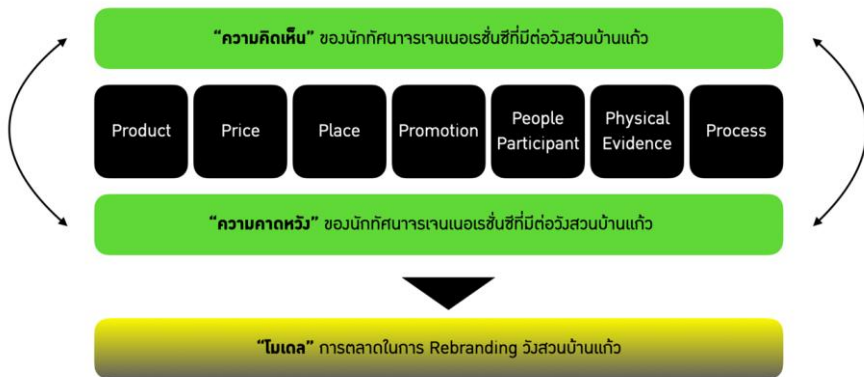 “ความคิดเห็น” ของนักทัศนาจรเจนเนอเรชั่นซีที่มีต่อวังสวนบ้านแก้ว
Product
Price
Place
Promotion
People
Participant
Physical
Evidence
Process
“ความคาดหวัง” ของนักทัศนาจรเจนเนอเรชั่นซีที่มีต่อวังสวนบ้านแก้ว
“โมเดล” การตลาดในการ Rebranding วังสวนบ้านแก้ว